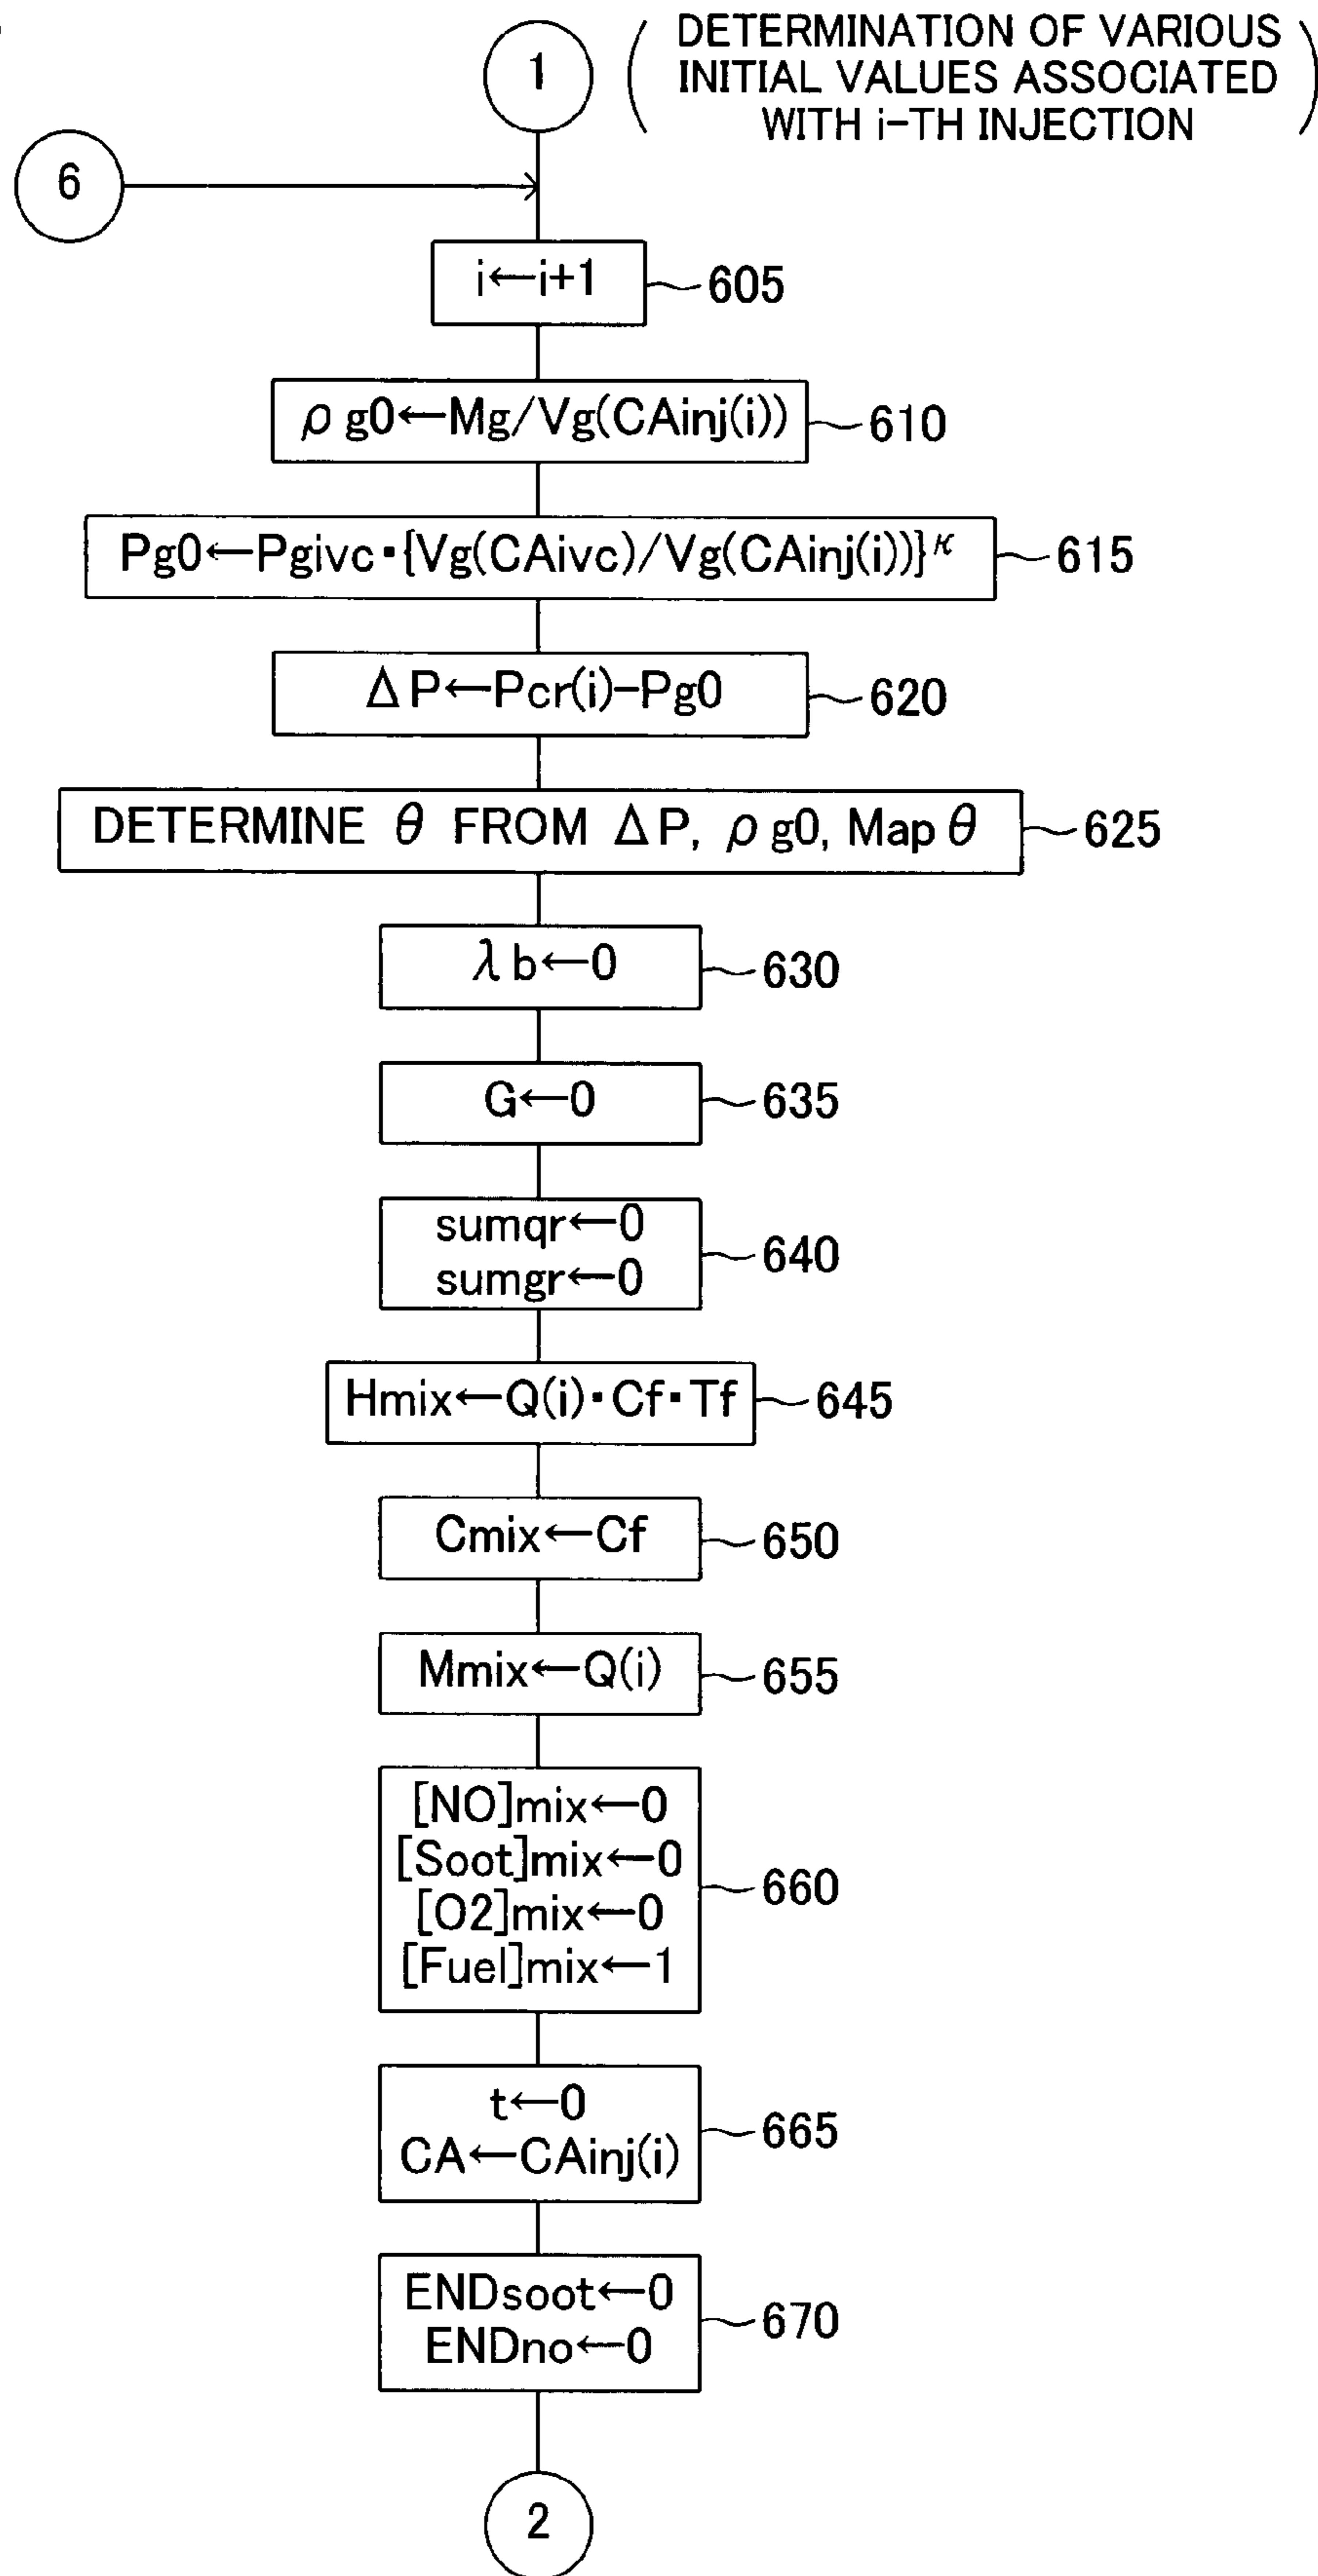 1
DETERMINATION OF VARIOUS
INITIAL VALUES ASSOCIATED
WITH i-TH INJECTION
6
i←i+1
605
ρg0←Mg/Vg(CAinj(i))
610
Pg0←Pgivc･{Vg(CAivc)/Vg(CAinj(i))}^κ
615
ΔP←Pcr(i)-Pg0
620
DETERMINE θ FROM ΔP, ρg0, Map θ
625
λb←0
630
G←0
635
sumqr←0
sumgr←0
640
Hmix←Q(i)･Cf･Tf
645
Cmix←Cf
650
Mmix←Q(i)
655
[NO]mix←0
[Soot]mix←0
[O2]mix←0
[Fuel]mix←1
660
t←0
CA←CAinj(i)
665
ENDsoot←0
ENDno←0
670
2